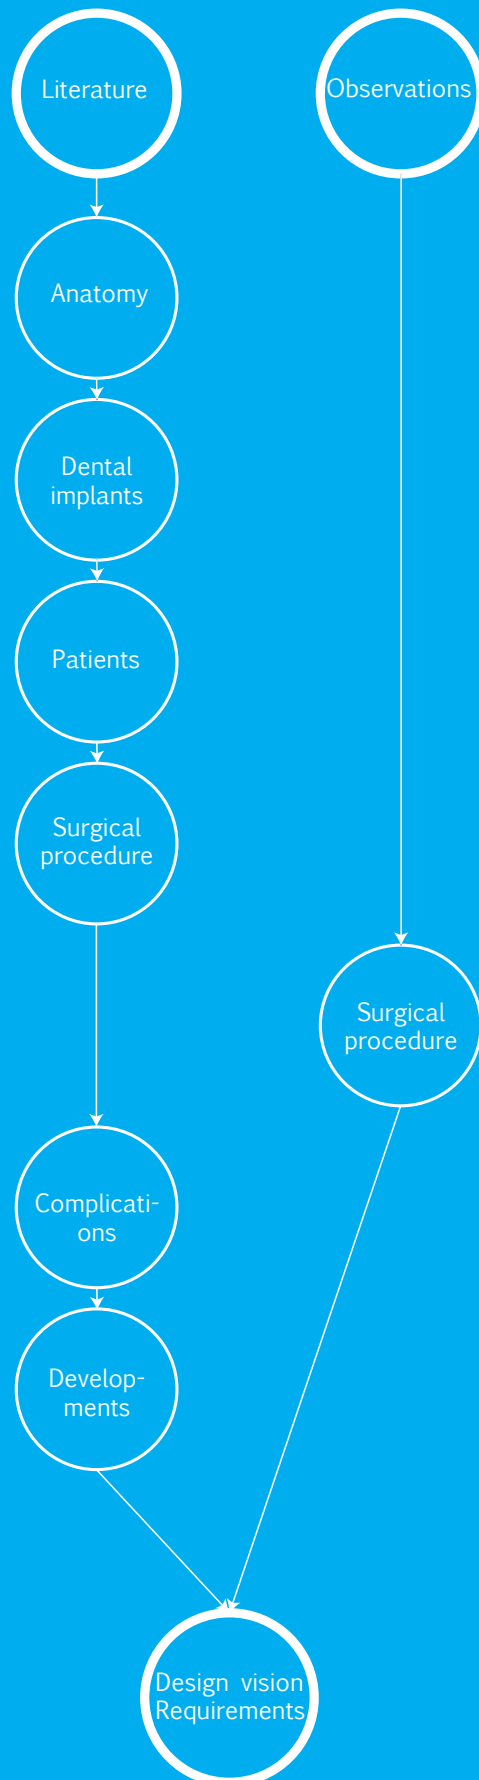 Literature
Observations
Anatomy
Dental
implants
Patients
Surgical
procedure
Surgical
procedure
Complicati-
ons
Develop-
ments
Design vision
Requirements